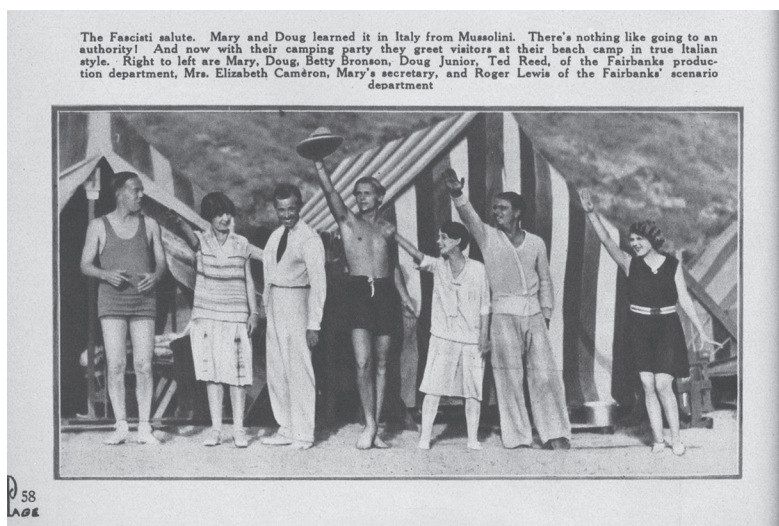 The Fascisti salute. Mary and Doug learned it in Italy from Mussolini. There's nothing like going to an
authority! And now with their camping party they greet visitors at their beach camp in true Italian
style. Right to left are Mary, Doug, Betty Bronson, Doug Junior, Ted Reed, of the Fairbanks produc-
tion department, Mrs. Elizabeth Camèron, Mary's secretary, and Roger Lewis of the Fairbanks' scenario
department
58
AGE